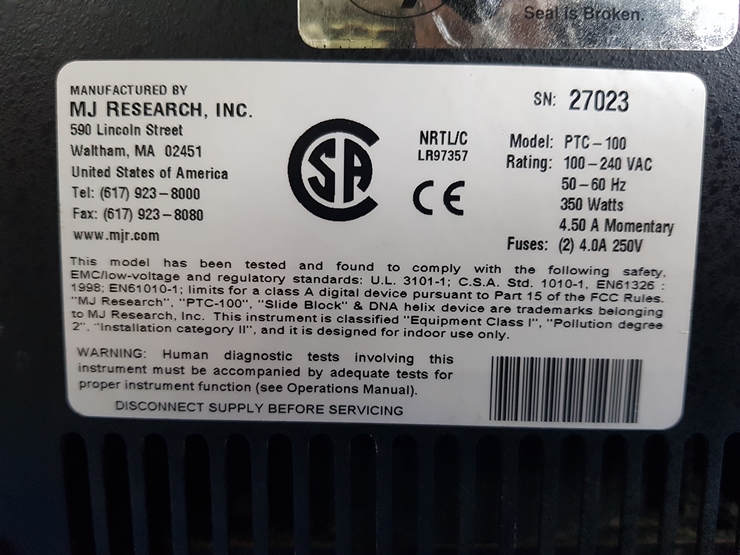 Seal is Broken.
MANUFACTURED BY
MJ RESEARCH, INC.
590 Lincoln Street
Waltham, MA 02451
United States of America
Tel: (617) 923-8000
Fax: (617) 923-8080
www.mjr.com
CSA
NRTL/C
LR97357
CE
SN: 27023
Model: PTC-100
Rating: 100-240 VAC
50-60 Hz
350 Watts
4.50 A Momentary
Fuses: (2) 4.0A 250V
This model has been tested and found to comply with the following safety,
EMC/low-voltage and regulatory standards: U.L. 3101-1; C.S.A. Std. 1010-1, EN61326 :
1998; EN61010-1; limits for a class A digital device pursuant to Part 15 of the FCC Rules.
"MJ Research", "PTC-100", "Slide Block" & DNA helix device are trademarks belonging
to MJ Research, Inc. This instrument is classified "Equipment Class I", "Pollution degree
2", "Installation category II", and it is designed for indoor use only.
WARNING: Human diagnostic tests involving this
instrument must be accompanied by adequate tests for
proper instrument function (see Operations Manual).
DISCONNECT SUPPLY BEFORE SERVICING